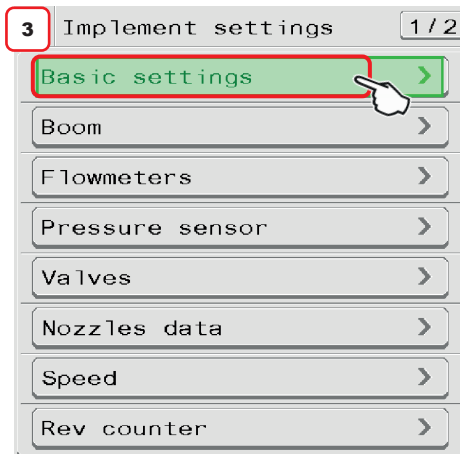 3 Implement settings 1/2
Basic settings
Boom
Flowmeters
Pressure sensor
Valves
Nozzles data
Speed
Rev counter